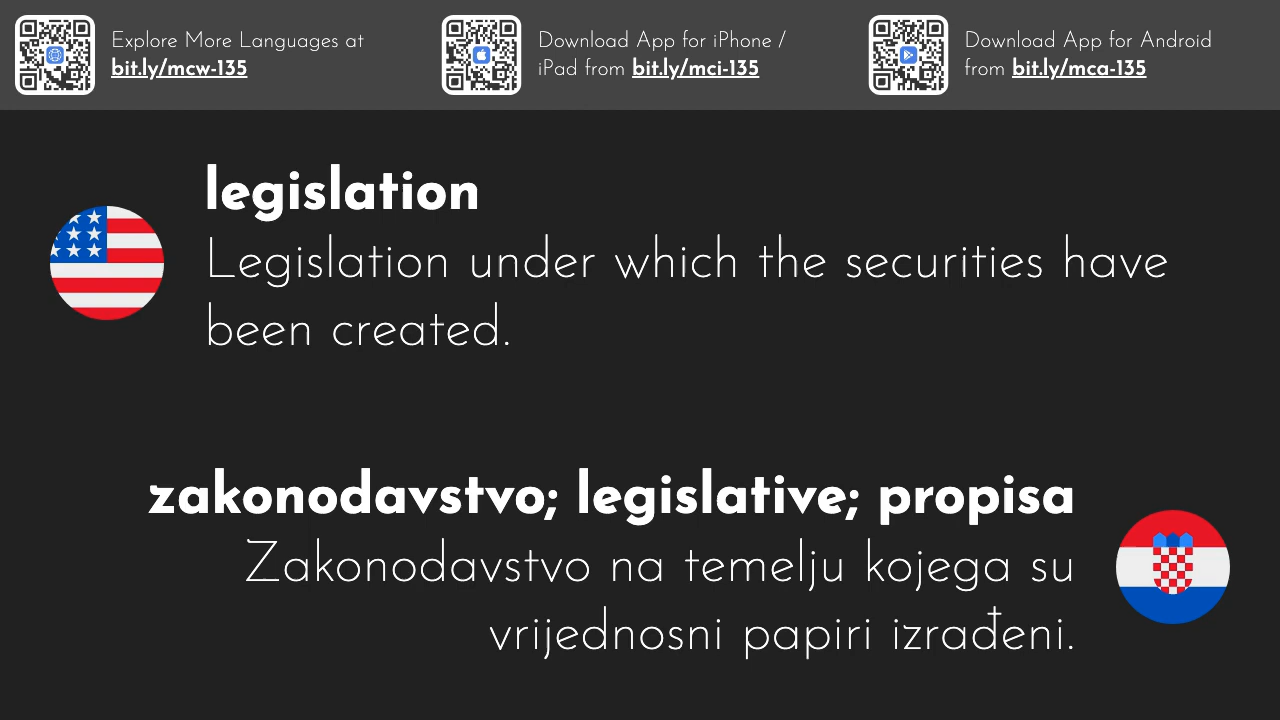 Explore More Languages at
bit.ly/mcw-135
Download App for iPhone /
iPad from bit.ly/mci-135
Download App for Android
from bit.ly/mca-135
legislation
Legislation under which the securities have
been created.
zakonodavstvo; legislative; propisa
Zakonodavstvo na temelju kojega su
vrijednosni papiri izrađeni.